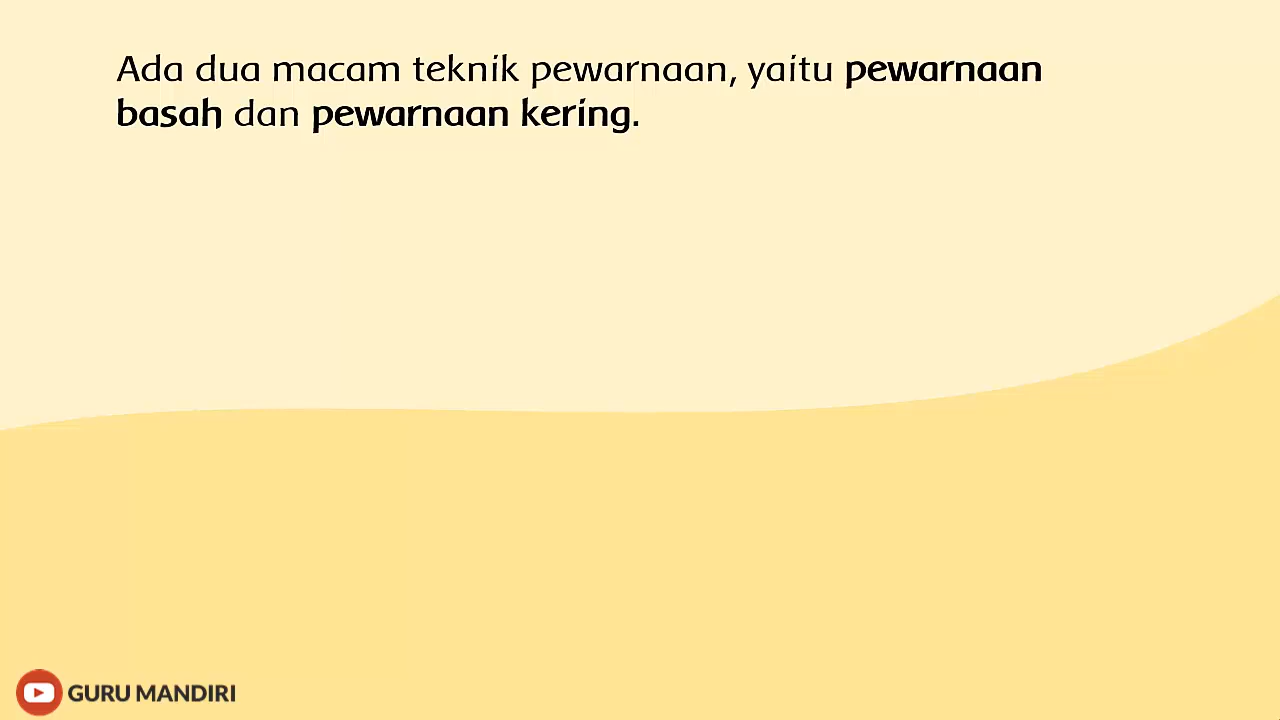 Ada dua macam teknik pewarnaan, yaitu pewarnaan
basah dan pewarnaan kering.
GURU MANDIRI